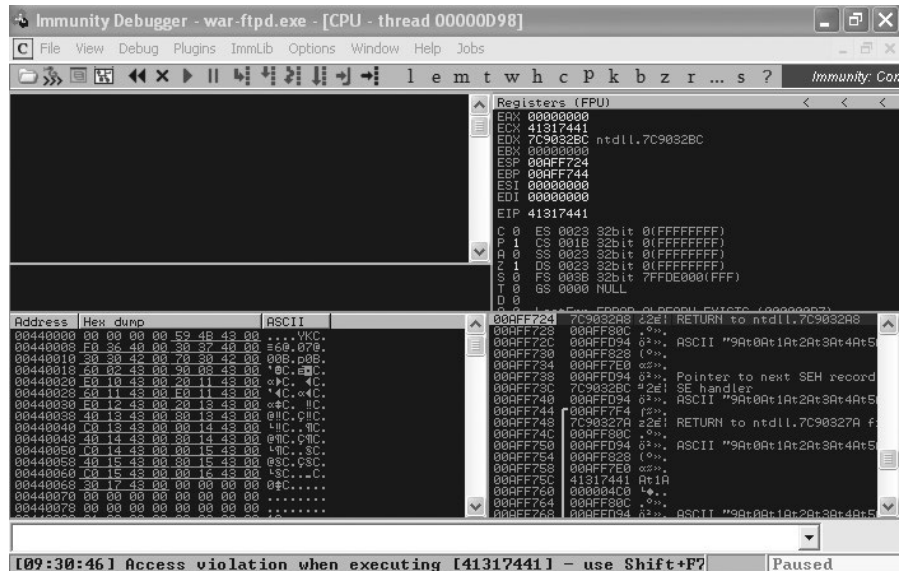 Immunity Debugger - war-ftpd.exe - [CPU - thread 00000D98]
C File View Debug Plugins ImmLib Options Window Help Jobs
l e m t w h c P k b z r ... s ? Immunity: Con
Registers (FPU) < < <
EAX 00000000
ECX 41317441
EDX 7C9032BC ntdll.7C9032BC
EBX 00000000
ESP 00AFF724
EBP 00AFF744
ESI 00000000
EDI 00000000
EIP 41317441
C 0 ES 0023 32bit 0(FFFFFFFF)
P 1 CS 001B 32bit 0(FFFFFFFF)
A 0 SS 0023 32bit 0(FFFFFFFF)
Z 1 DS 0023 32bit 0(FFFFFFFF)
S 0 FS 003B 32bit 7FFDE000(FFF)
T 0 GS 0000 NULL
D 0
Address Hex dump ASCII
00440000 00 00 00 00 59 4B 43 00 ....YKC.
00440008 F0 36 40 00 30 37 40 00 ≡6@.07@.
00440010 30 30 42 00 70 30 42 00 00B.p0B.
00440018 60 02 43 00 90 08 43 00
00440020 E0 10 43 00 20 11 43 00
00440028 60 11 43 00 E0 11 43 00
00440030 E0 12 43 00 20 13 43 00
00440038 40 13 43 00 80 13 43 00 @‼C.Ç‼C.
00440040 C0 13 43 00 00 14 43 00 └‼C..¶C.
00440048 40 14 43 00 80 14 43 00 @¶C.Ç¶C.
00440050 C0 14 43 00 00 15 43 00 └¶C..§C.
00440058 40 15 43 00 80 15 43 00 @§C.Ç§C.
00440060 C0 15 43 00 00 16 43 00
00440068 30 17 43 00 00 00 00 00
00440070 00 00 00 00 00 00 00 00 ........
00440078 00 00 00 00 00 00 00 00 ........
00AFF724 7C9032A8 RETURN to ntdll.7C9032A8
00AFF728 00AFF80C
00AFF72C 00AFFD94 ASCII "9At0At1At2At3At4At5
00AFF730 00AFF828
00AFF734 00AFF7E0
00AFF738 00AFFD94 Pointer to next SEH record
00AFF73C 7C9032BC SE handler
00AFF740 00AFFD94 ASCII "9At0At1At2At3At4At5
00AFF744 00AFF7F4
00AFF748 7C90327A RETURN to ntdll.7C90327A f
00AFF74C 00AFF80C
00AFF750 00AFFD94 ASCII "9At0At1At2At3At4At5
00AFF754 00AFF828
00AFF758 00AFF7E0
00AFF75C 41317441 At1A
00AFF760 000004C0
00AFF764 00AFF80C
00AFF768 00AFFD94 ASCII "9At0At1At2At3At4At5
[09:30:46] Access violation when executing [41317441] - use Shift+F7
Paused